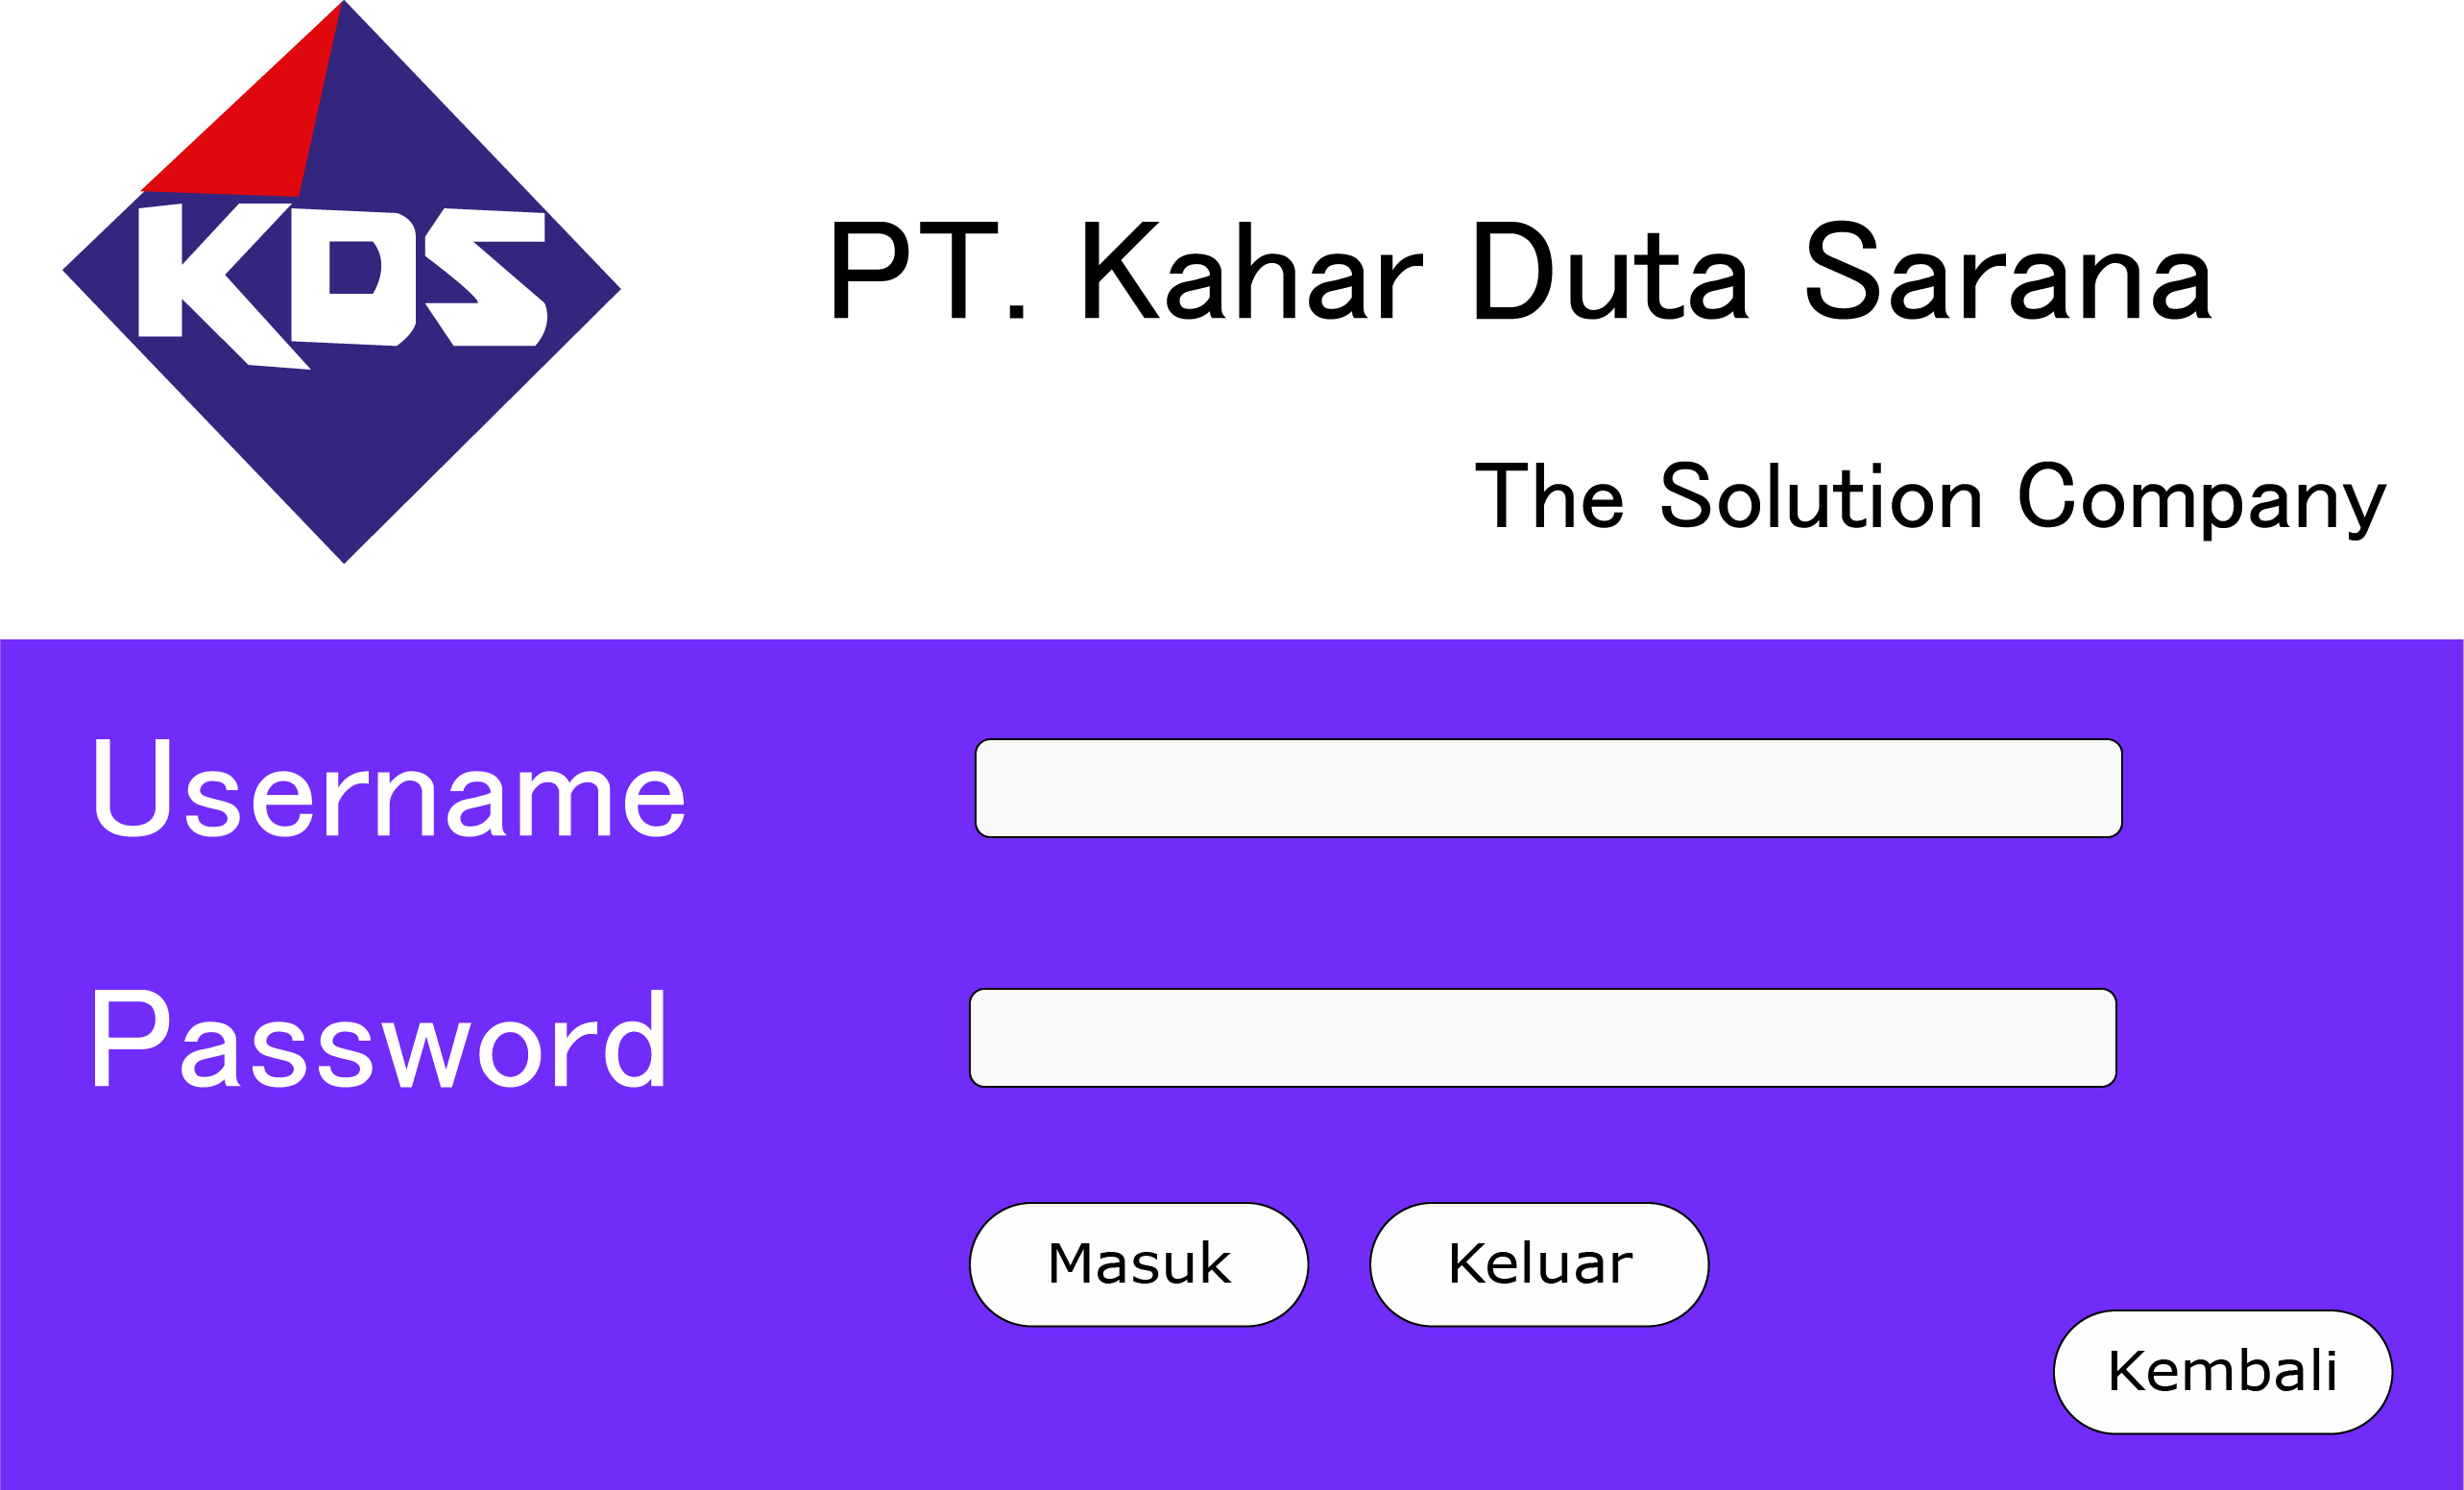 KDS
PT. Kahar Duta Sarana
The Solution Company
Username
Password
Masuk
Keluar
Kembali